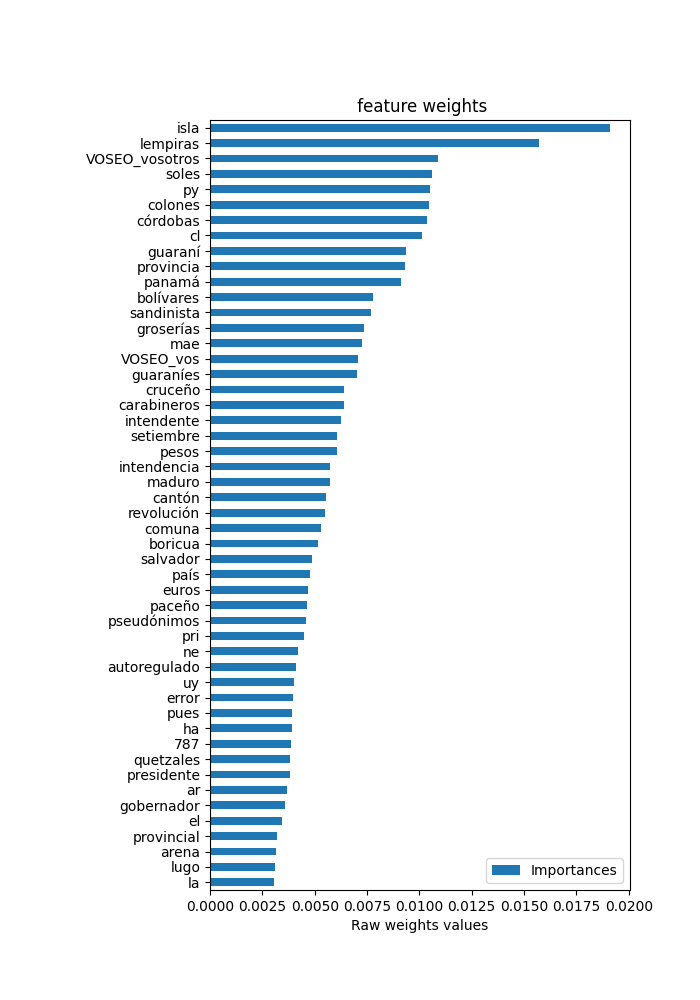 feature weights
isla
lempiras
VOSEO_vosotros
soles
py
colones
córdobas
cl
guaraní
provincia
panamá
bolívares
sandinista
groserías
mae
VOSEO_vos
guaraníes
cruceño
carabineros
intendente
setiembre
pesos
intendencia
maduro
cantón
revolución
comuna
boricua
salvador
país
euros
paceño
pseudónimos
pri
ne
autoregulado
uy
error
pues
ha
787
quetzales
presidente
ar
gobernador
el
provincial
arena
lugo
la
Importances
0.0000 0.0025 0.0050 0.0075 0.0100 0.0125 0.0150 0.0175 0.0200
Raw weights values